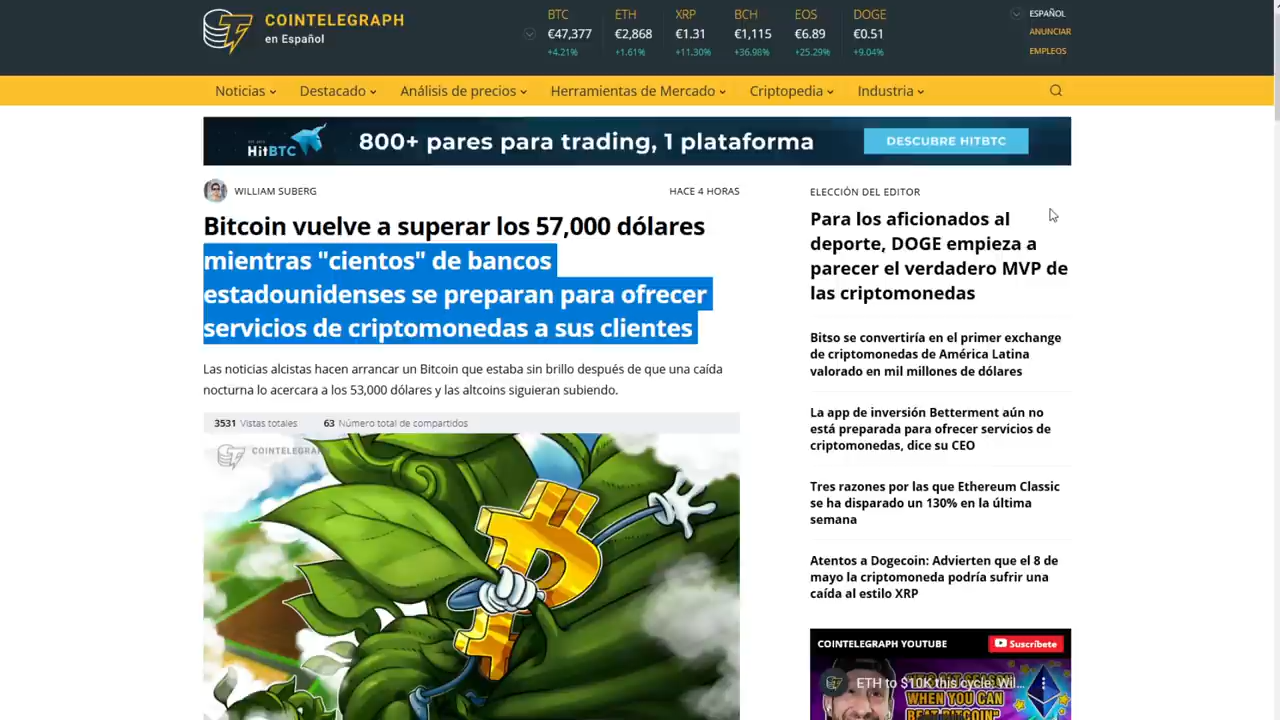 COINTELEGRAPH
en Español
BTC ETH XRP BCH EOS DOGE
€47,377 €2,868 €1.31 €1,115 €6.89 €0.51
+4.21% +1.61% +11.30% +36.98% +25.29% +9.04%
ESPAÑOL
ANUNCIAR
EMPLEOS
Noticias Destacado Análisis de precios Herramientas de Mercado Criptopedia Industria
HitBTC 800+ pares para trading, 1 plataforma DESCUBRE HITBTC
WILLIAM SUBERG HACE 4 HORAS
Bitcoin vuelve a superar los 57,000 dólares
mientras "cientos" de bancos
estadounidenses se preparan para ofrecer
servicios de criptomonedas a sus clientes
Las noticias alcistas hacen arrancar un Bitcoin que estaba sin brillo después de que una caída
nocturna lo acercara a los 53,000 dólares y las altcoins siguieran subiendo.
3531 Vistas totales 63 Número total de compartidos
COINTELEGRAPH
ELECCIÓN DEL EDITOR
Para los aficionados al
deporte, DOGE empieza a
parecer el verdadero MVP de
las criptomonedas
Bitso se convertiría en el primer exchange
de criptomonedas de América Latina
valorado en mil millones de dólares
La app de inversión Betterment aún no
está preparada para ofrecer servicios de
criptomonedas, dice su CEO
Tres razones por las que Ethereum Classic
se ha disparado un 130% en la última
semana
Atentos a Dogecoin: Advierten que el 8 de
mayo la criptomoneda podría sufrir una
caída al estilo XRP
COINTELEGRAPH YOUTUBE Suscríbete
ETH to $10K this cycle: Wil...
WHEN YOU CAN
BEAT BITCOIN"